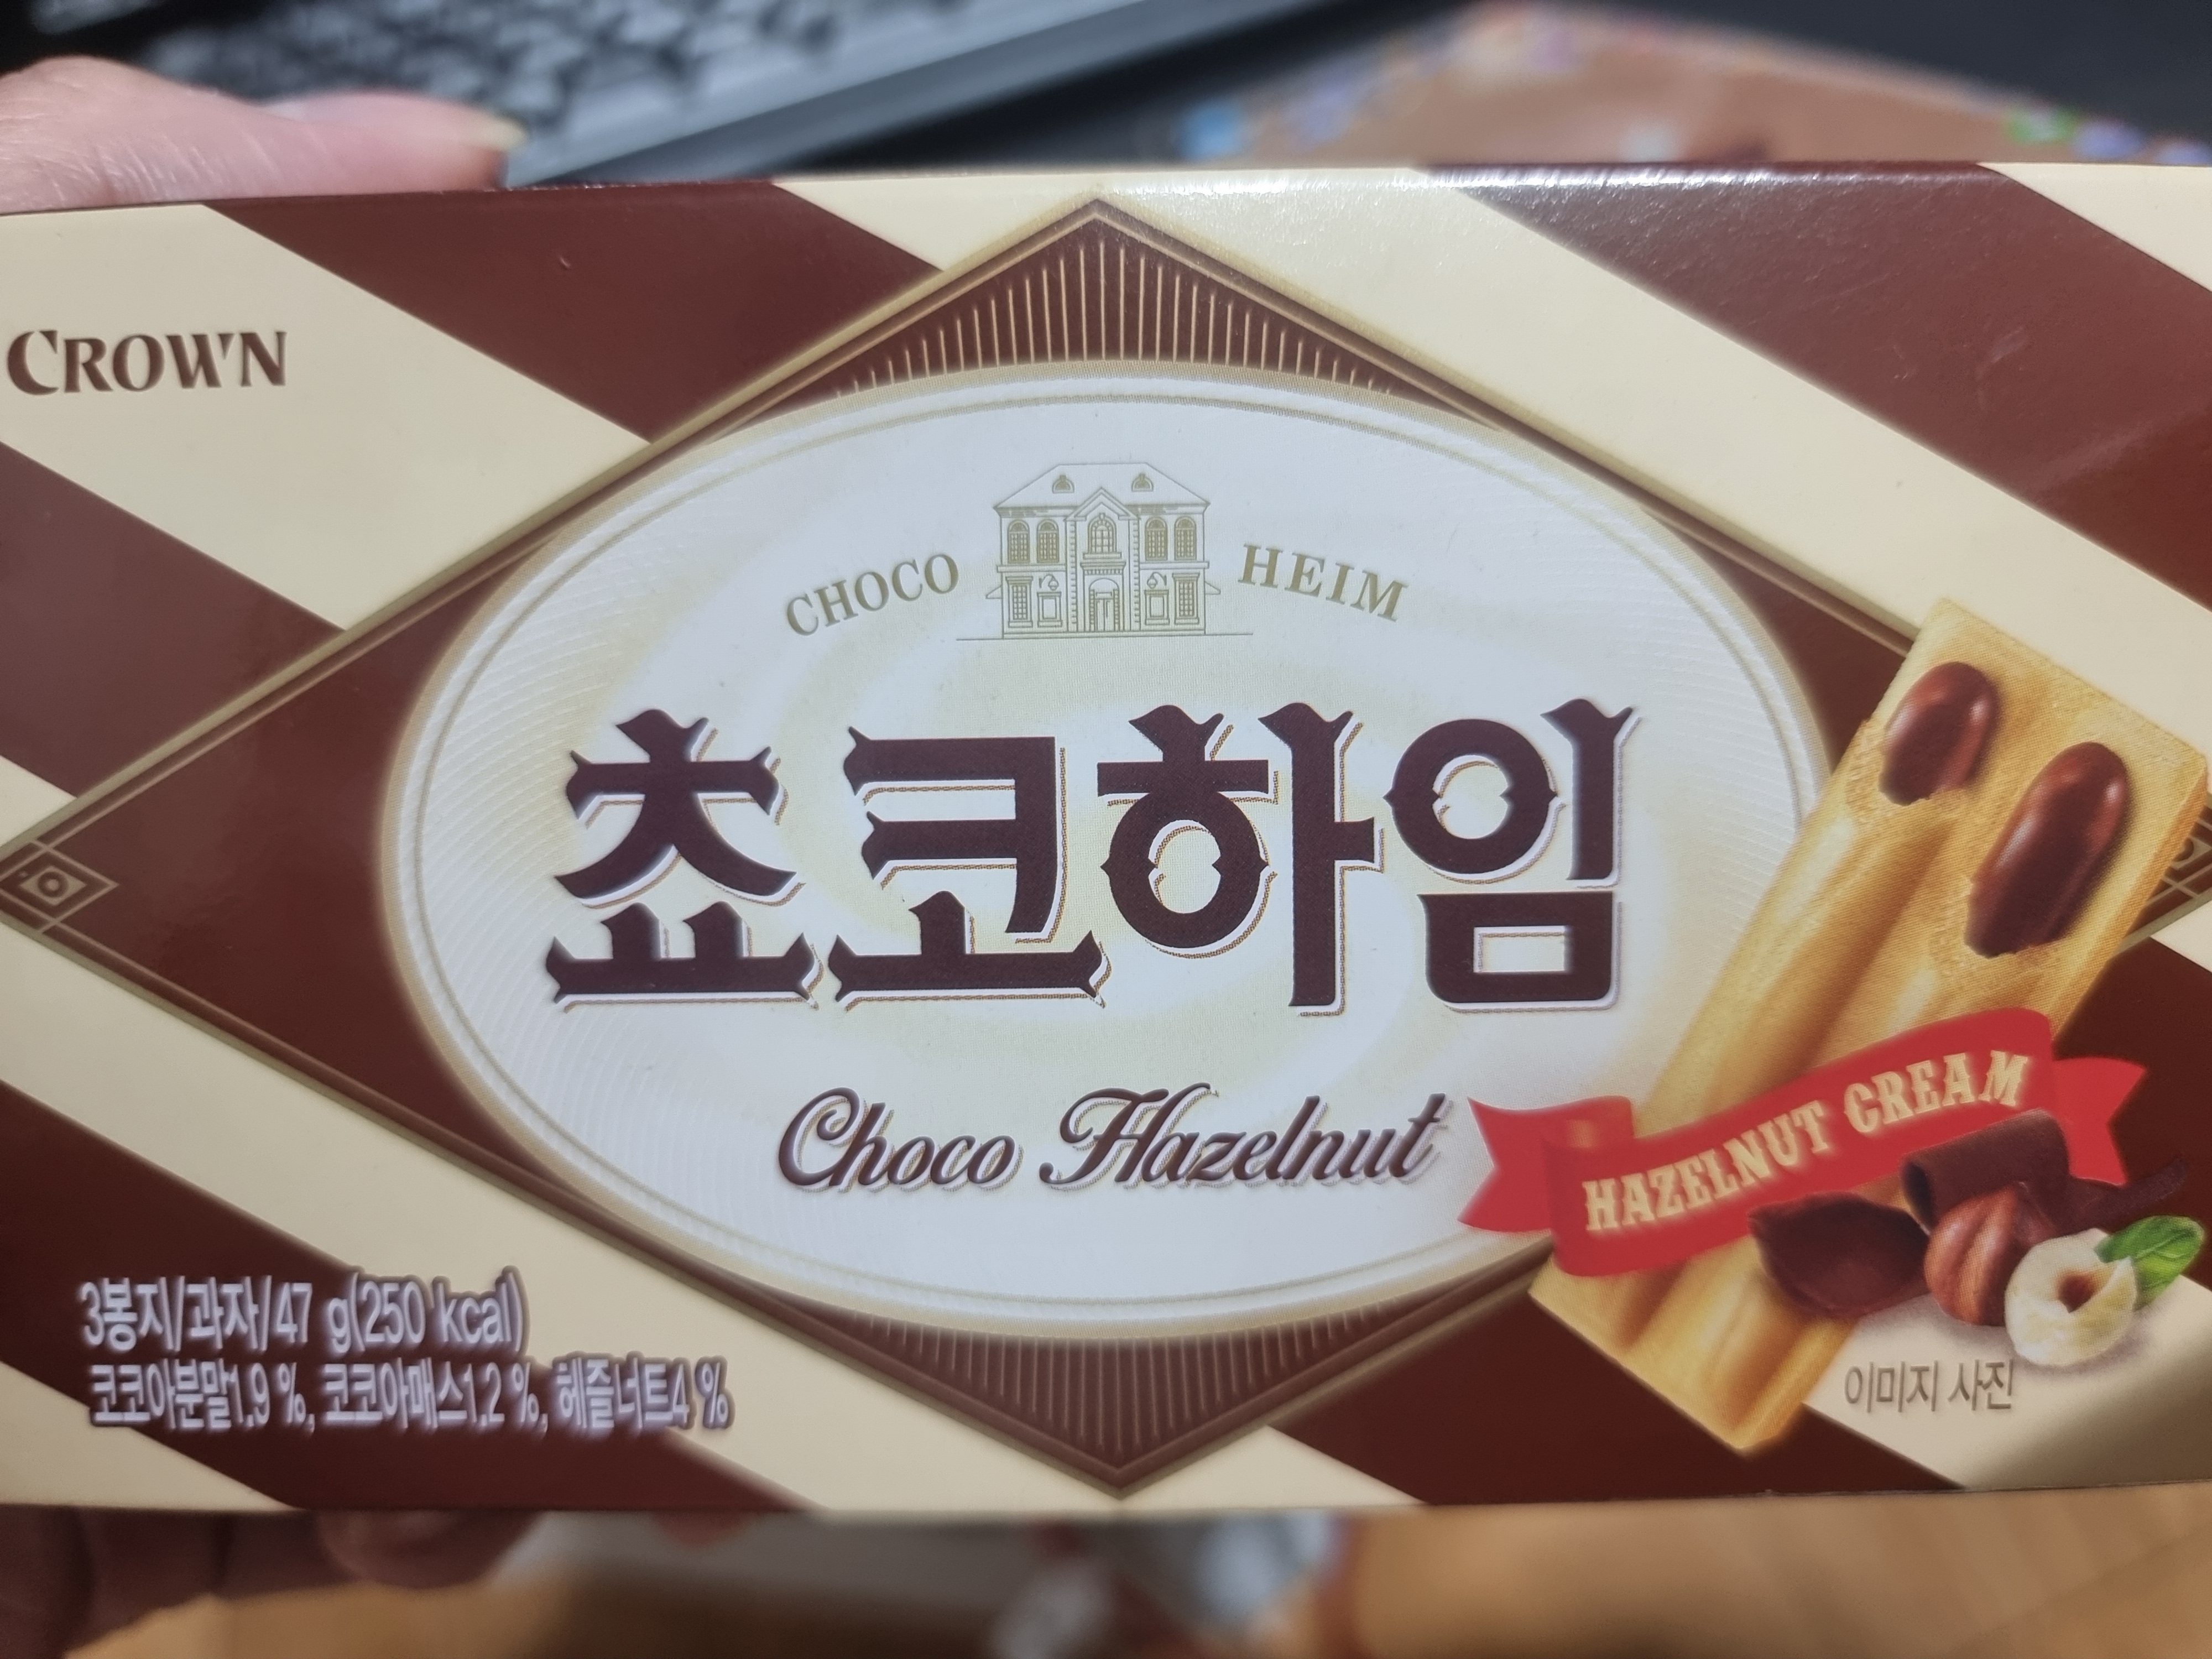 CROWN
CHOCO HEIM
쵸코하임
Choco Hazelnut
HAZELNUT CREAM
3봉지/과자/47 g(250 kcal)
코코아분말1.9 %, 코코아매스1.2 %, 헤즐너트4 %
이미지 사진